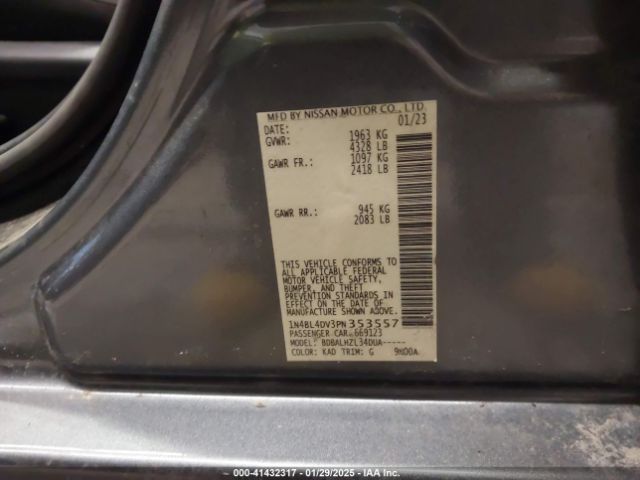 MFD BY NISSAN MOTOR CO., LTD.
DATE: 01/23
GVWR: 1963 KG
4328 LB
GAWR FR.: 1097 KG
2418 LB
GAWR RR.: 945 KG
2083 LB
THIS VEHICLE CONFORMS TO
ALL APPLICABLE FEDERAL
MOTOR VEHICLE SAFETY,
BUMPER, AND THEFT
PREVENTION STANDARDS IN
EFFECT ON THE DATE OF
MANUFACTURE SHOWN ABOVE.
1N4BL4DV3PN353557
PASSENGER CAR 669123
MODEL: BDBALHZL34DUA-----
COLOR: KAD TRIM: G 9N00A
000-41432317 - 01/29/2025 - IAA Inc.